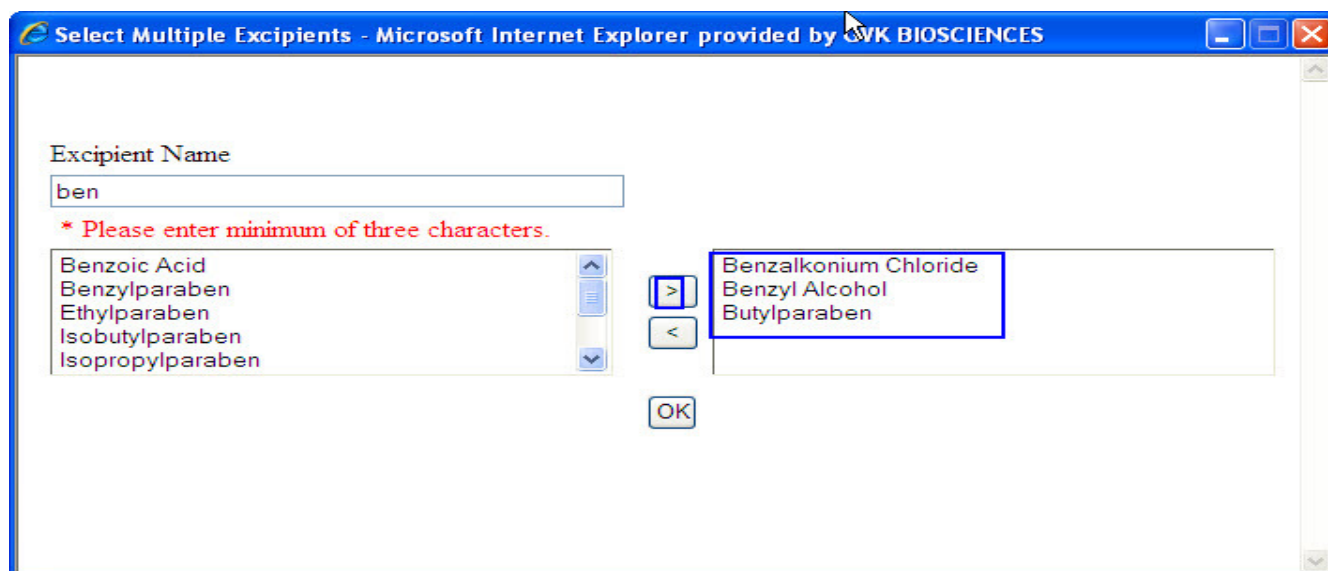 Select Multiple Excipients - Microsoft Internet Explorer provided by GVK BIOSCIENCES
Excipient Name
ben
* Please enter minimum of three characters.
Benzoic Acid
Benzylparaben
Ethylparaben
Isobutylparaben
Isopropylparaben
>
<
Benzalkonium Chloride
Benzyl Alcohol
Butylparaben
OK